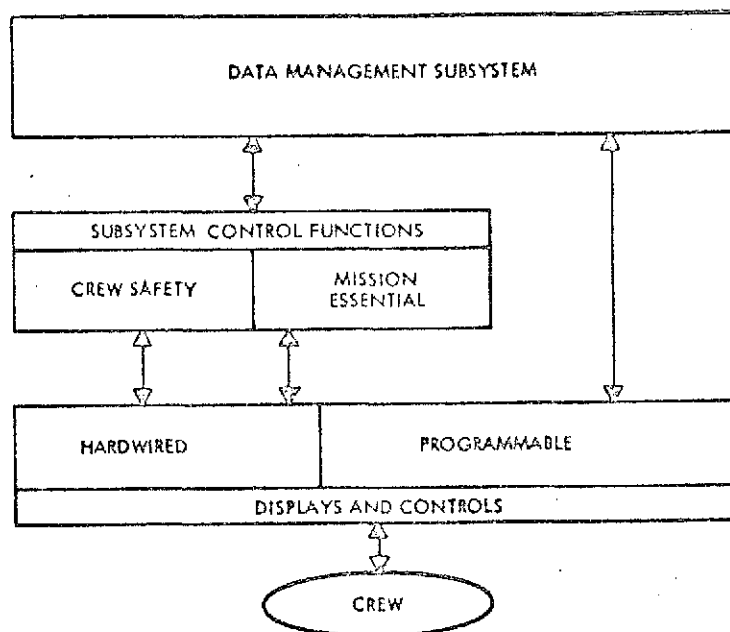 DATA MANAGEMENT SUBSYSTEM
SUBSYSTEM CONTROL FUNCTIONS
CREW SAFETY
MISSION
ESSENTIAL
HARDWIRED
PROGRAMMABLE
DISPLAYS AND CONTROLS
CREW